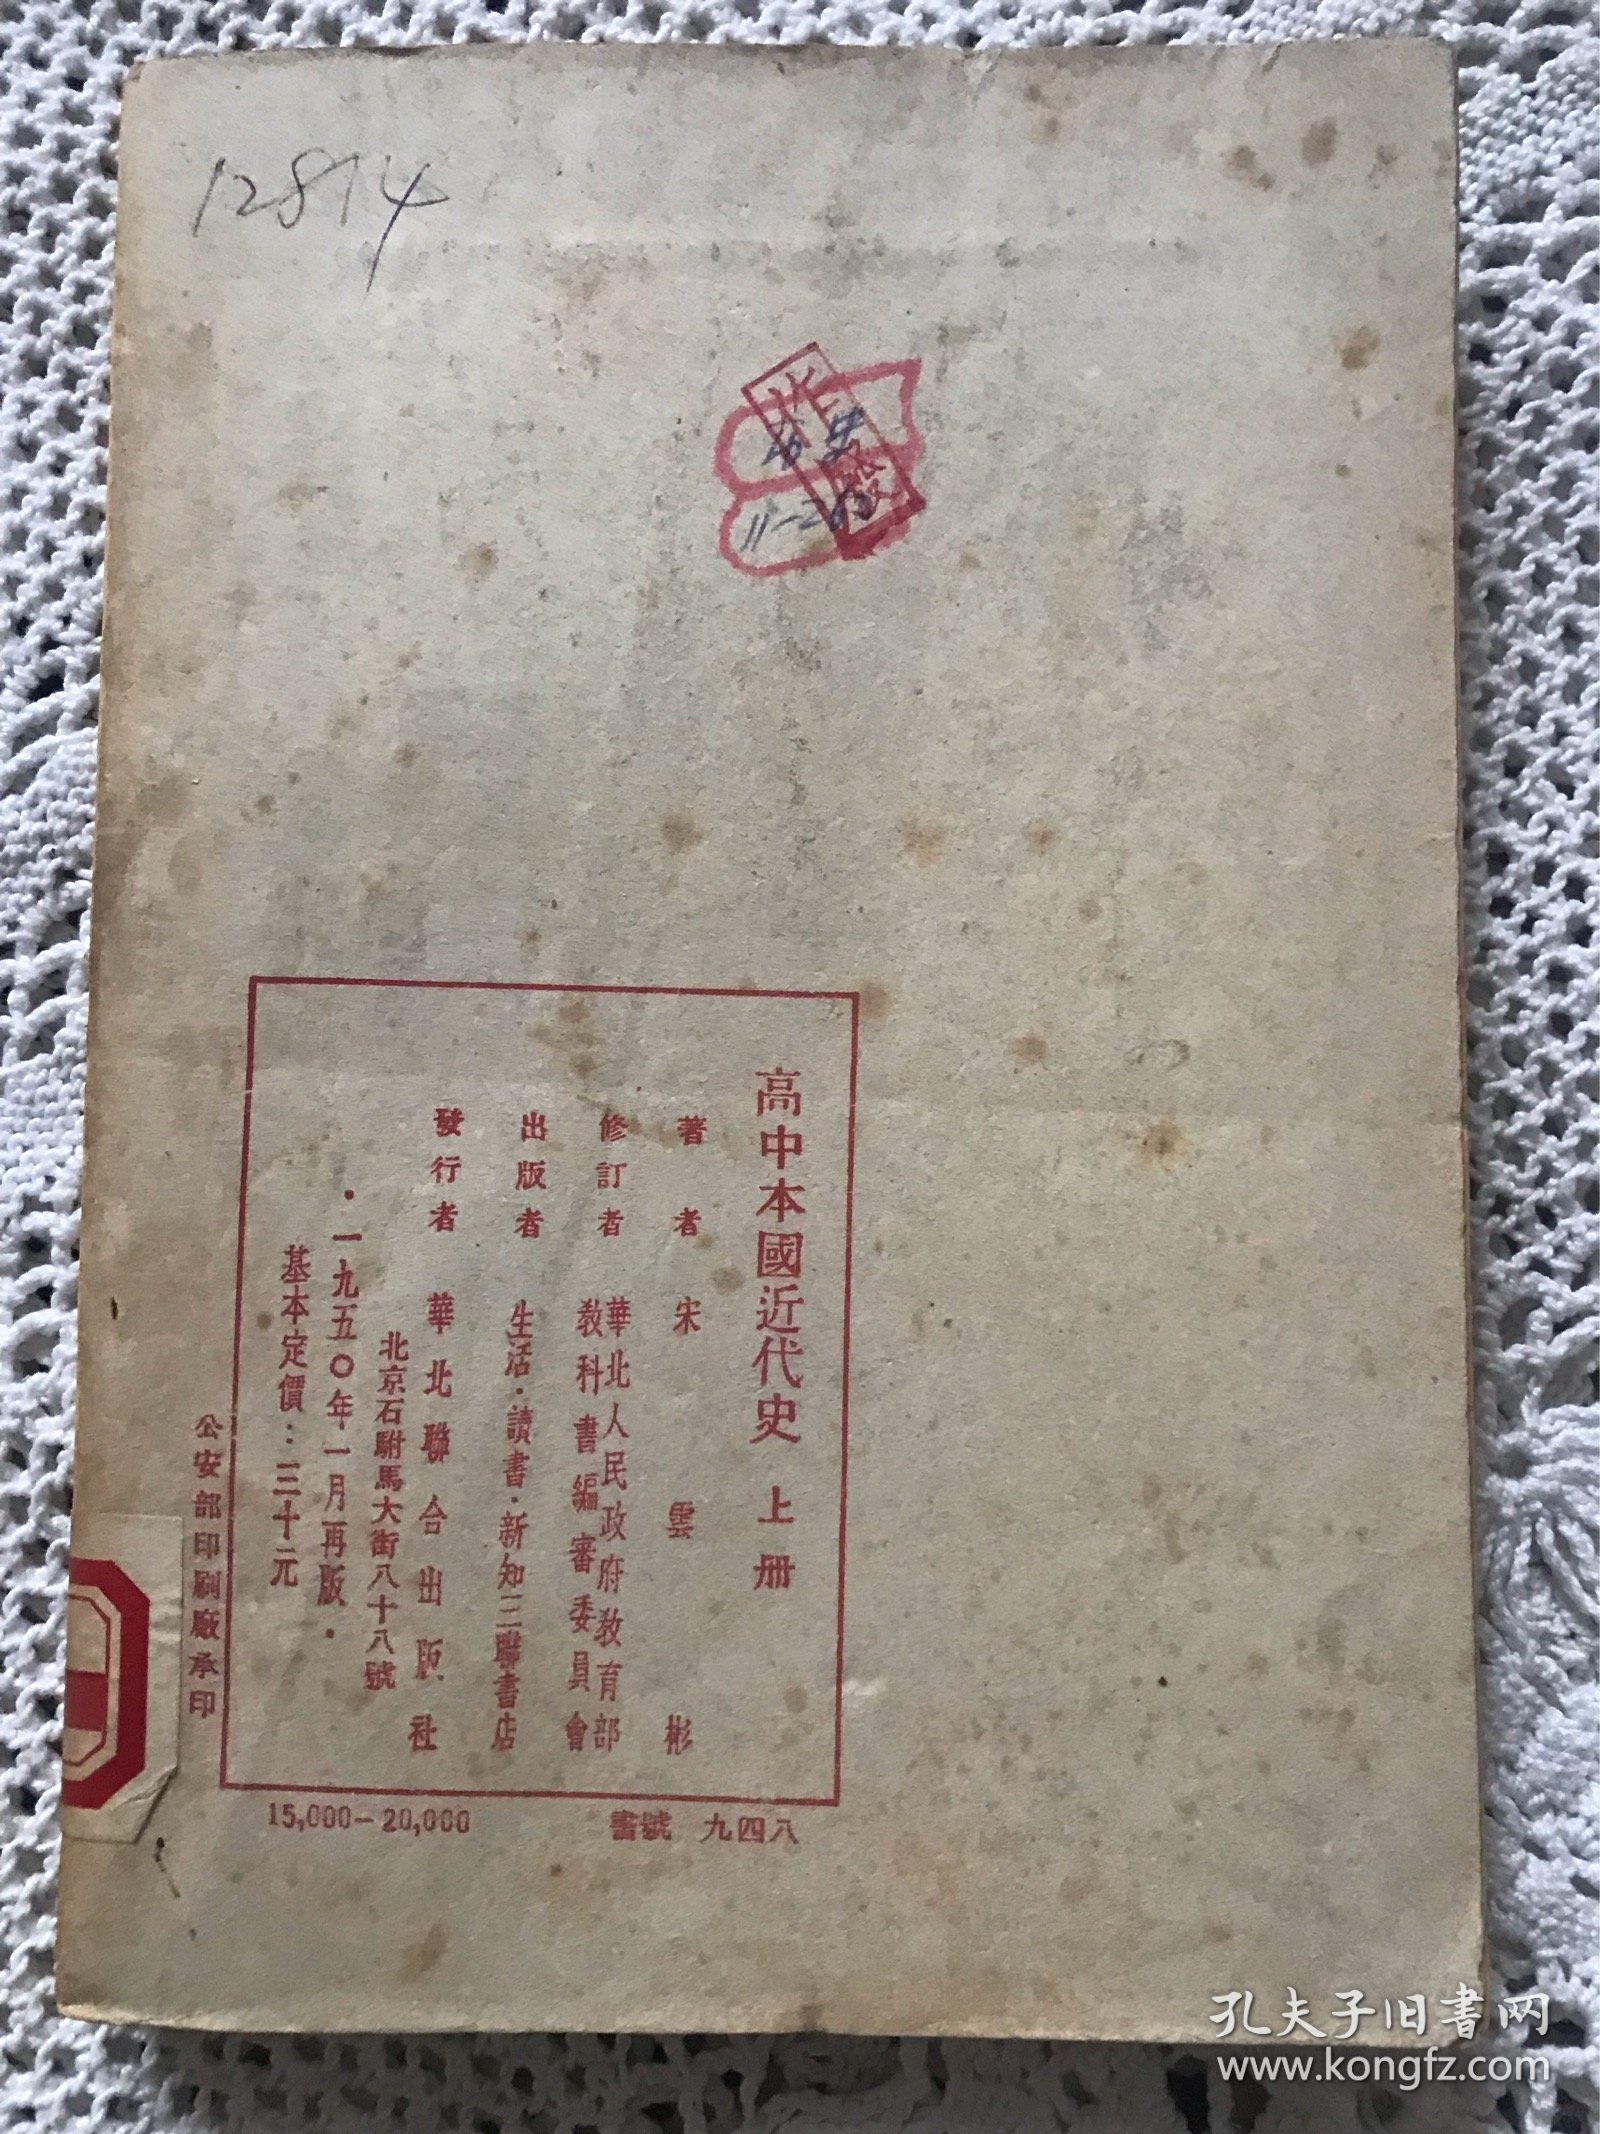 12814
作
廢
高中本國近代史 上册
著者 宋雲彬
修訂者 華北人民政府教育部
教科書編審委員會
出版者 生活·讀書·新知三聯書店
發行者 華北聯合出版社
北京石駙馬大街八十八號
·一九五〇年一月再版·
基本定價：三十元
公安部印刷廠承印
15,000－20,000
書號 九四八
孔夫子旧书网
www.kongfz.com